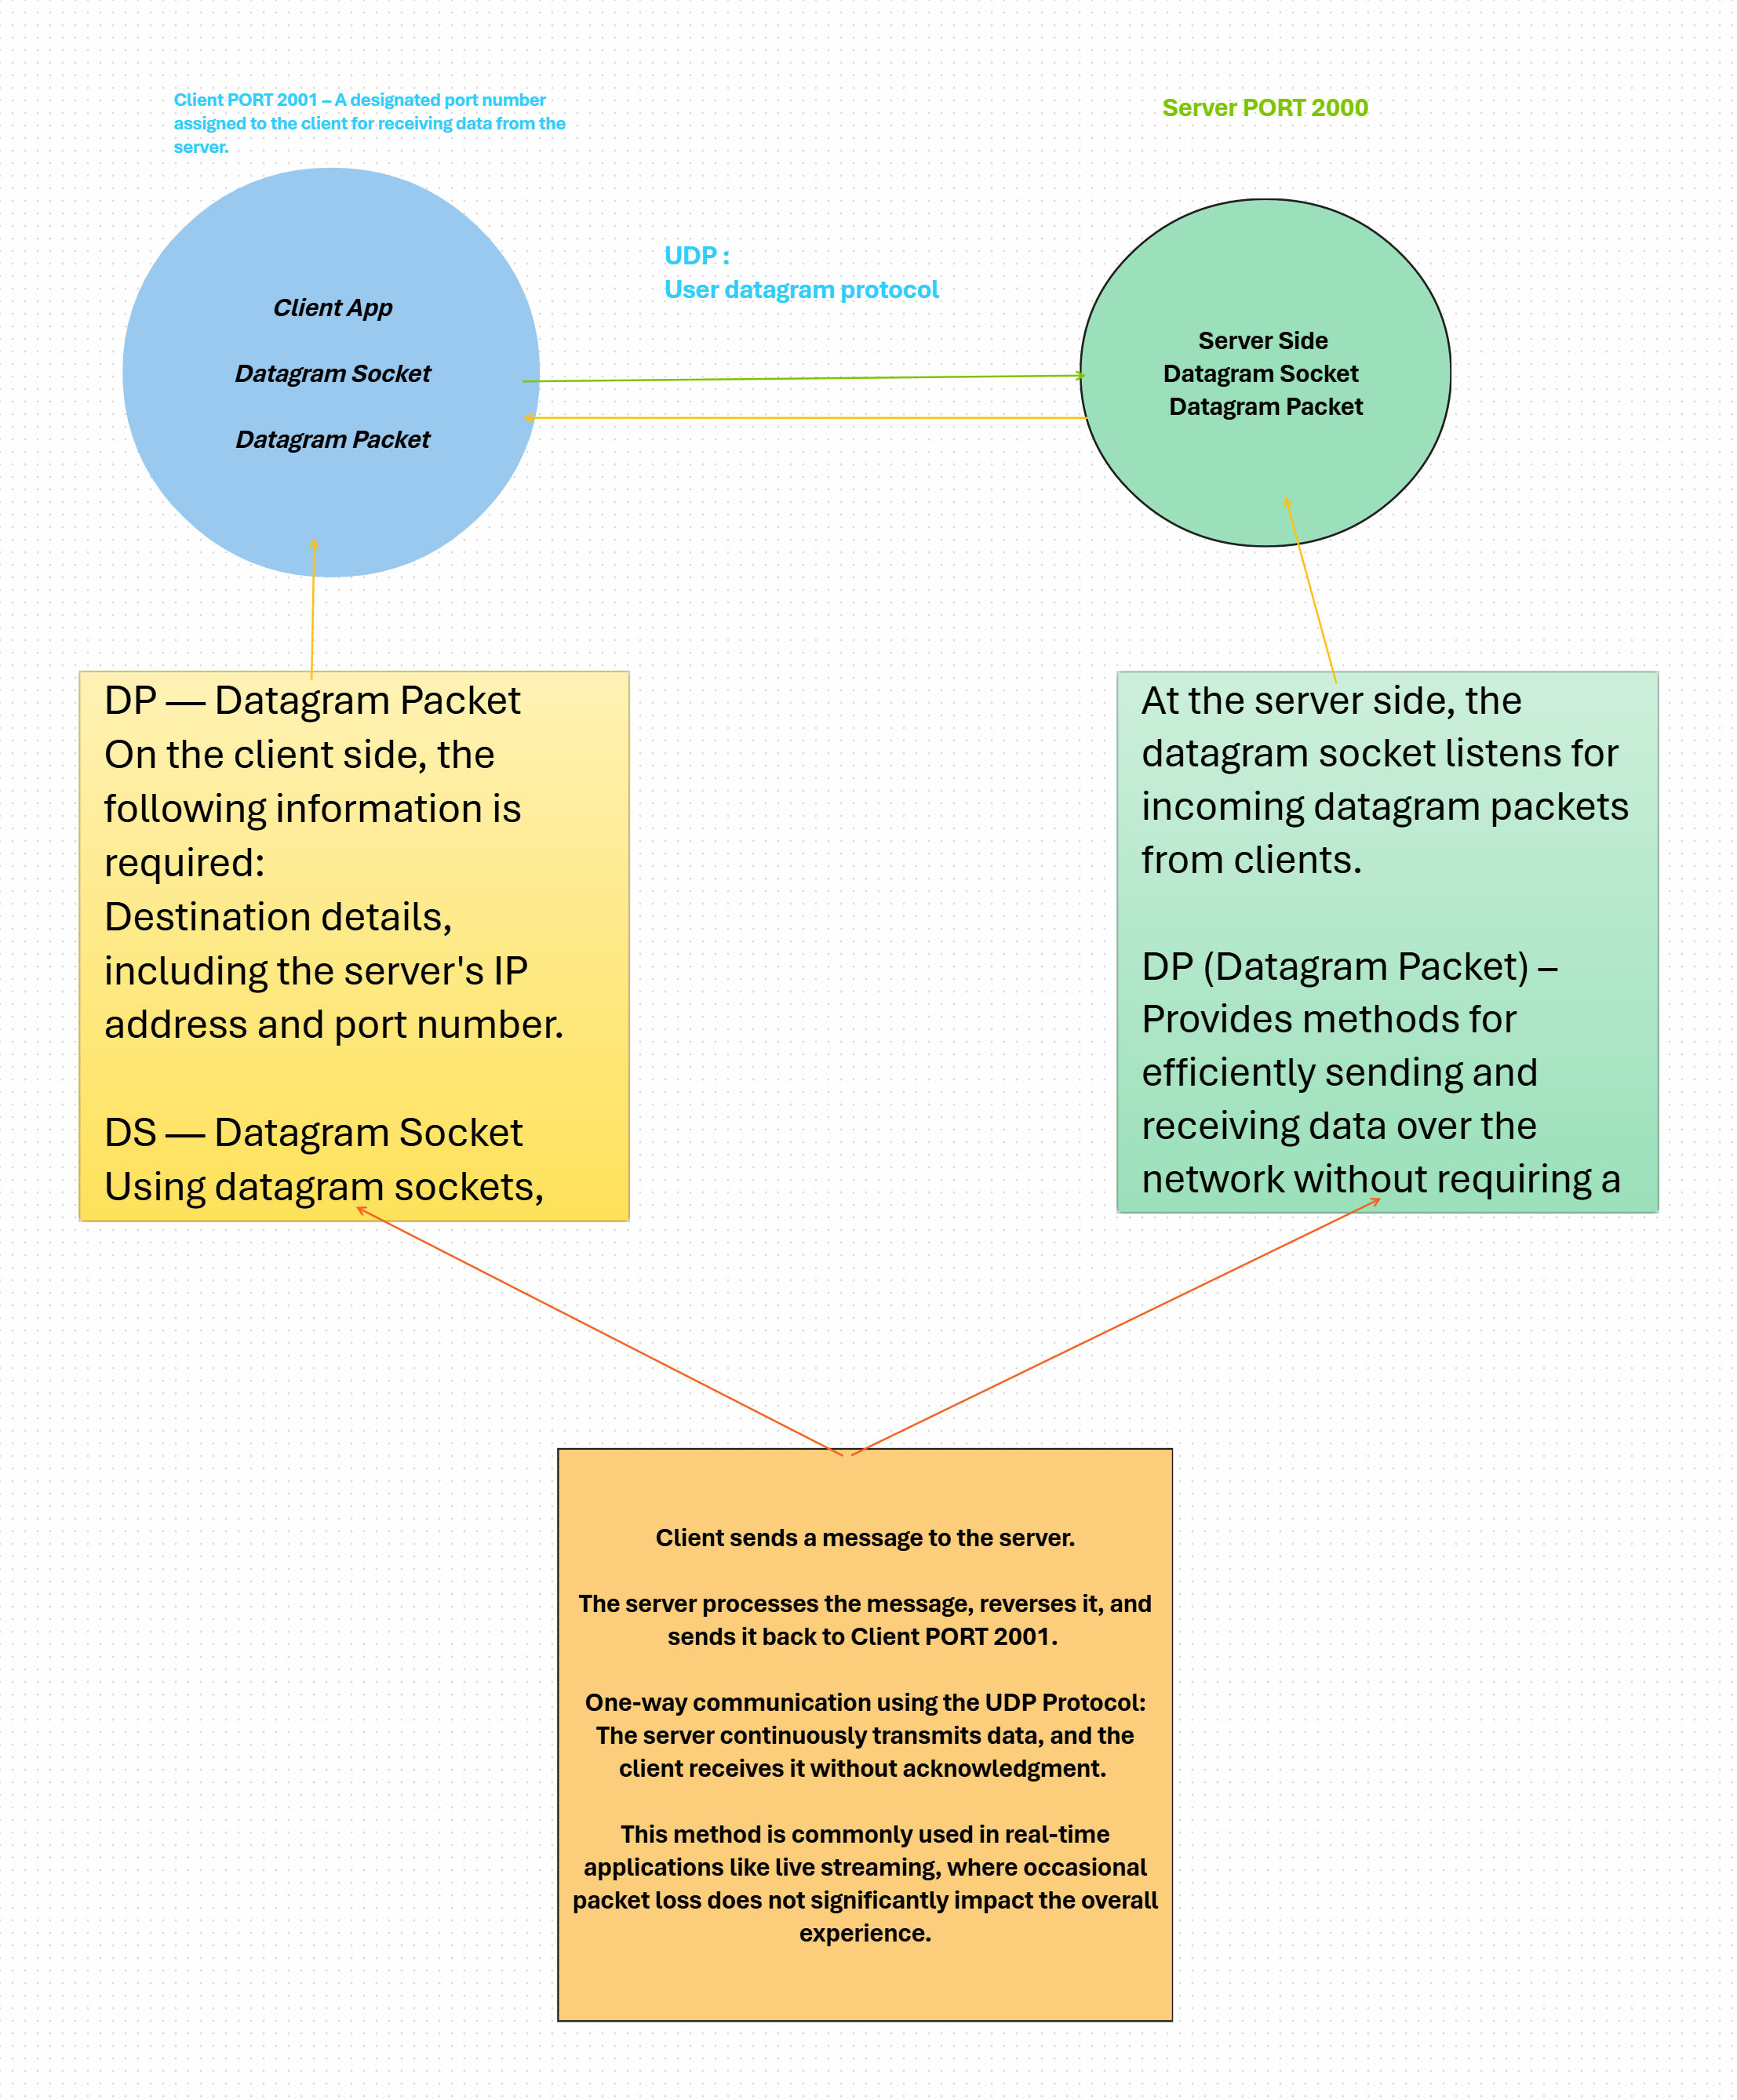 Client PORT 2001 – A designated port number
assigned to the client for receiving data from the
server.
Server PORT 2000
UDP :
User datagram protocol
Client App
Datagram Socket
Datagram Packet
Server Side
Datagram Socket
Datagram Packet
DP — Datagram Packet
On the client side, the
following information is
required:
Destination details,
including the server's IP
address and port number.
DS — Datagram Socket
Using datagram sockets,
At the server side, the
datagram socket listens for
incoming datagram packets
from clients.
DP (Datagram Packet) –
Provides methods for
efficiently sending and
receiving data over the
network without requiring a
Client sends a message to the server.
The server processes the message, reverses it, and
sends it back to Client PORT 2001.
One-way communication using the UDP Protocol:
The server continuously transmits data, and the
client receives it without acknowledgment.
This method is commonly used in real-time
applications like live streaming, where occasional
packet loss does not significantly impact the overall
experience.